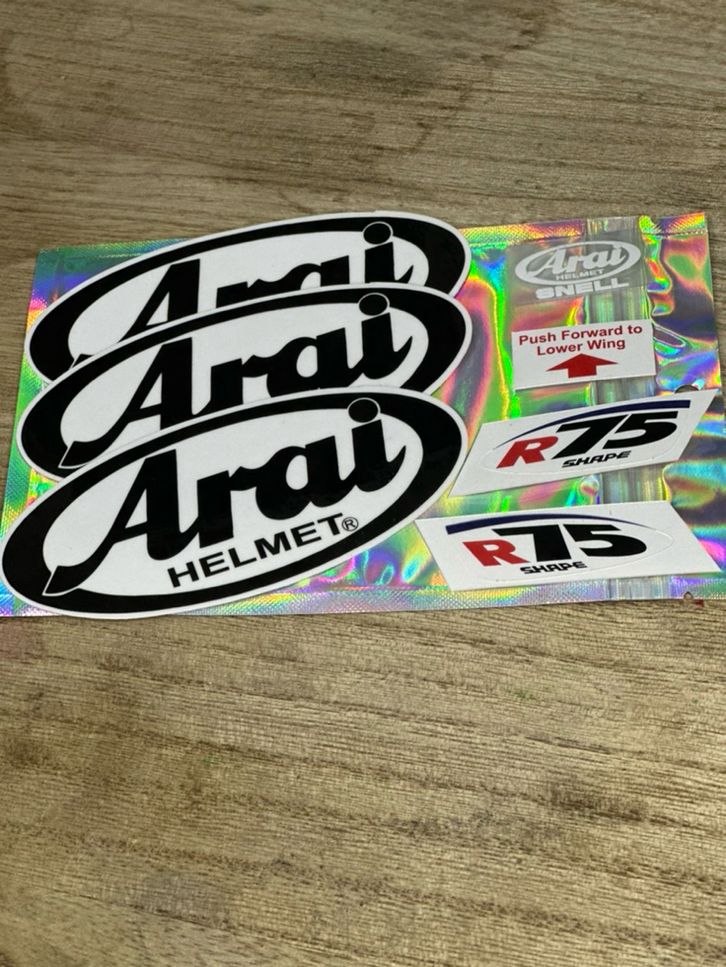 Arai
Arai
Arai
HELMET®
Arai
HELMET
SNELL
Push Forward to
Lower Wing
R75
SHAPE
R75
SHAPE